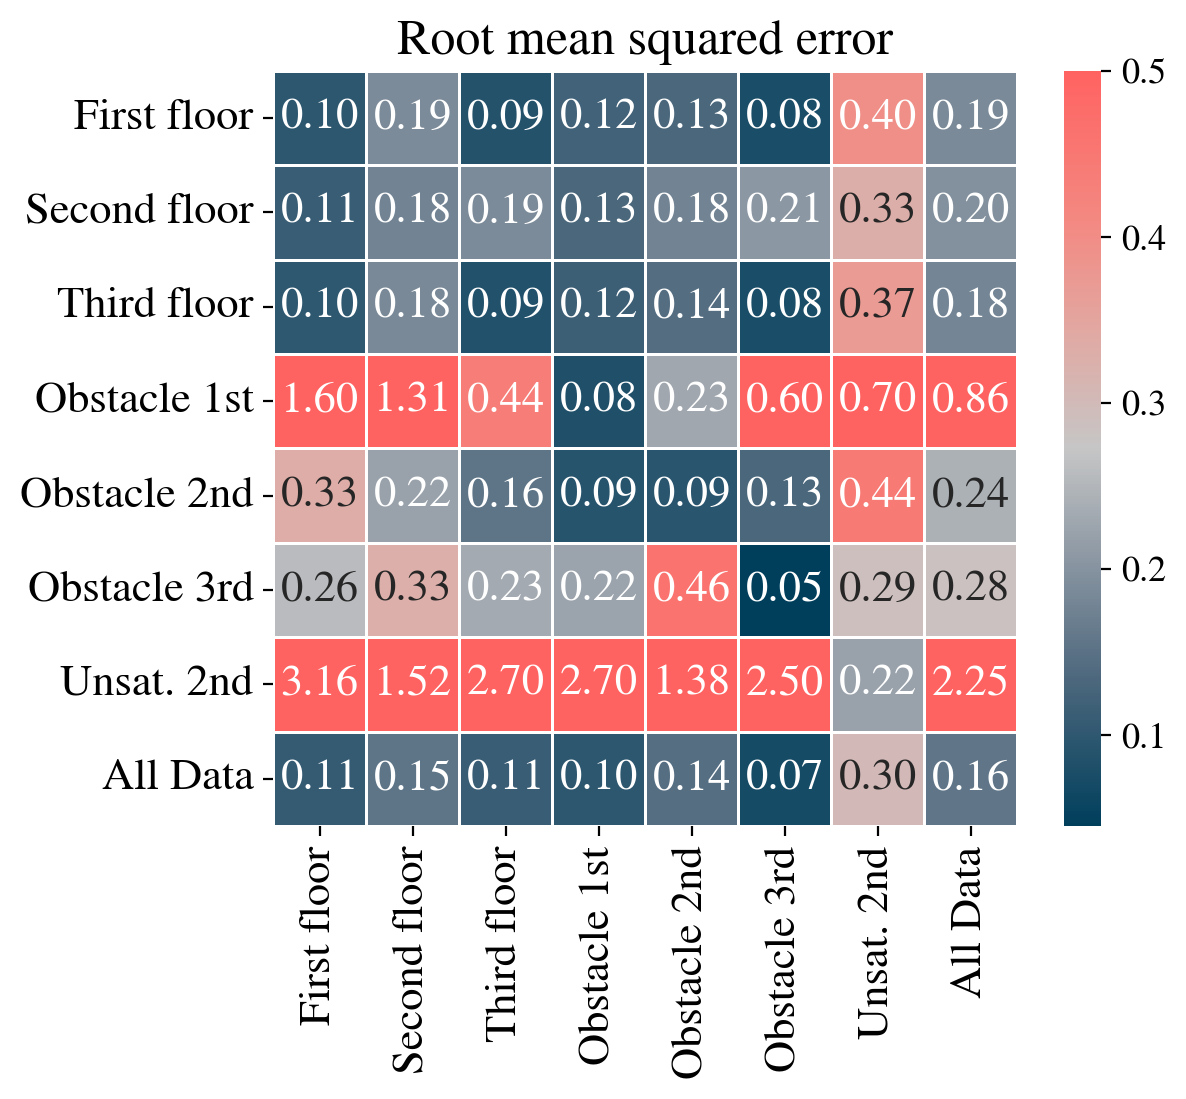 Root mean squared error
First floor 0.10 0.19 0.09 0.12 0.13 0.08 0.40 0.19
Second floor 0.11 0.18 0.19 0.13 0.18 0.21 0.33 0.20
Third floor 0.10 0.18 0.09 0.12 0.14 0.08 0.37 0.18
Obstacle 1st 1.60 1.31 0.44 0.08 0.23 0.60 0.70 0.86
Obstacle 2nd 0.33 0.22 0.16 0.09 0.09 0.13 0.44 0.24
Obstacle 3rd 0.26 0.33 0.23 0.22 0.46 0.05 0.29 0.28
Unsat. 2nd 3.16 1.52 2.70 2.70 1.38 2.50 0.22 2.25
All Data 0.11 0.15 0.11 0.10 0.14 0.07 0.30 0.16
First floor
Second floor
Third floor
Obstacle 1st
Obstacle 2nd
Obstacle 3rd
Unsat. 2nd
All Data
0.5
0.4
0.3
0.2
0.1